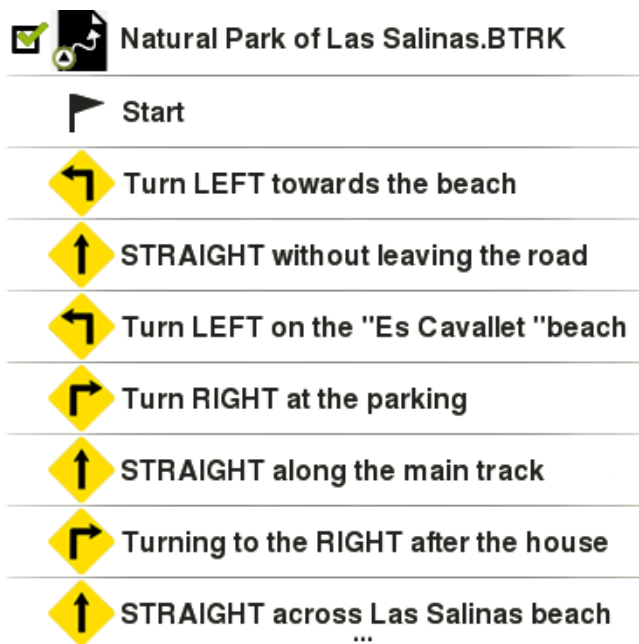 Natural Park of Las Salinas.BTRK
Start
Turn LEFT towards the beach
STRAIGHT without leaving the road
Turn LEFT on the "Es Cavallet "beach
Turn RIGHT at the parking
STRAIGHT along the main track
Turning to the RIGHT after the house
STRAIGHT across Las Salinas beach
...